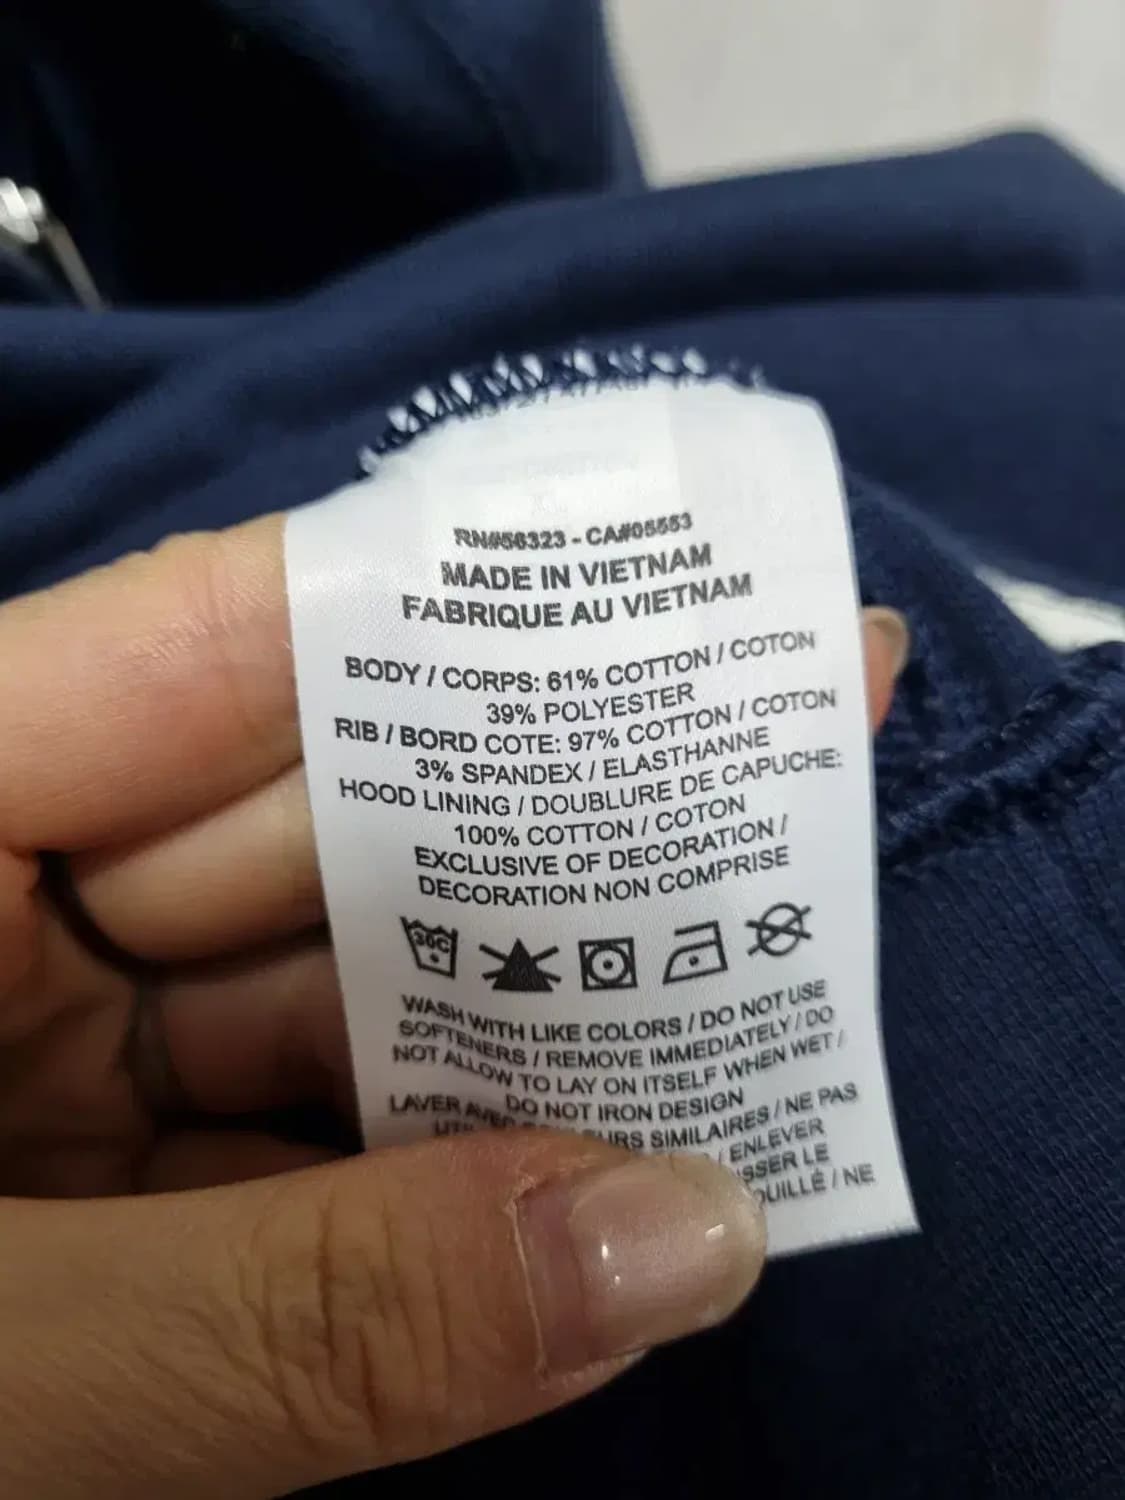 RN#56323 - CA#05553
MADE IN VIETNAM
FABRIQUE AU VIETNAM
BODY / CORPS: 61% COTTON / COTON
39% POLYESTER
RIB / BORD COTE: 97% COTTON / COTON
3% SPANDEX / ELASTHANNE
HOOD LINING / DOUBLURE DE CAPUCHE:
100% COTTON / COTON
EXCLUSIVE OF DECORATION /
DECORATION NON COMPRISE
30C
WASH WITH LIKE COLORS / DO NOT USE
SOFTENERS / REMOVE IMMEDIATELY / DO
NOT ALLOW TO LAY ON ITSELF WHEN WET /
DO NOT IRON DESIGN
LAVER SIMILAIRES / NE PAS
/ ENLEVER
LE
/ NE